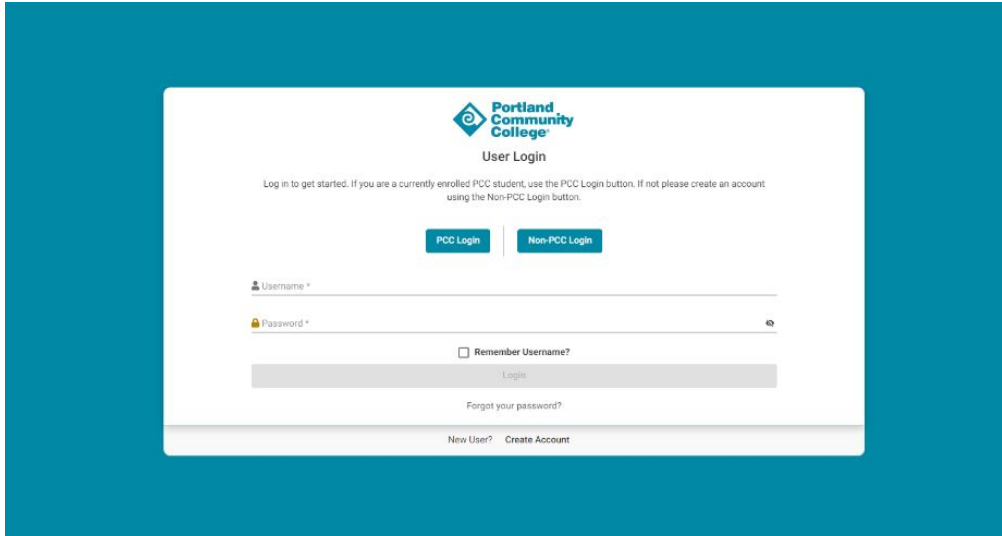 Portland
Community
College
User Login
Log in to get started. If you are a currently enrolled PCC student, use the PCC Login button. If not please create an account
using the Non-PCC Login button.
PCC Login
Non-PCC Login
Username *
Password *
Remember Username?
Login
Forgot your password?
New User? Create Account